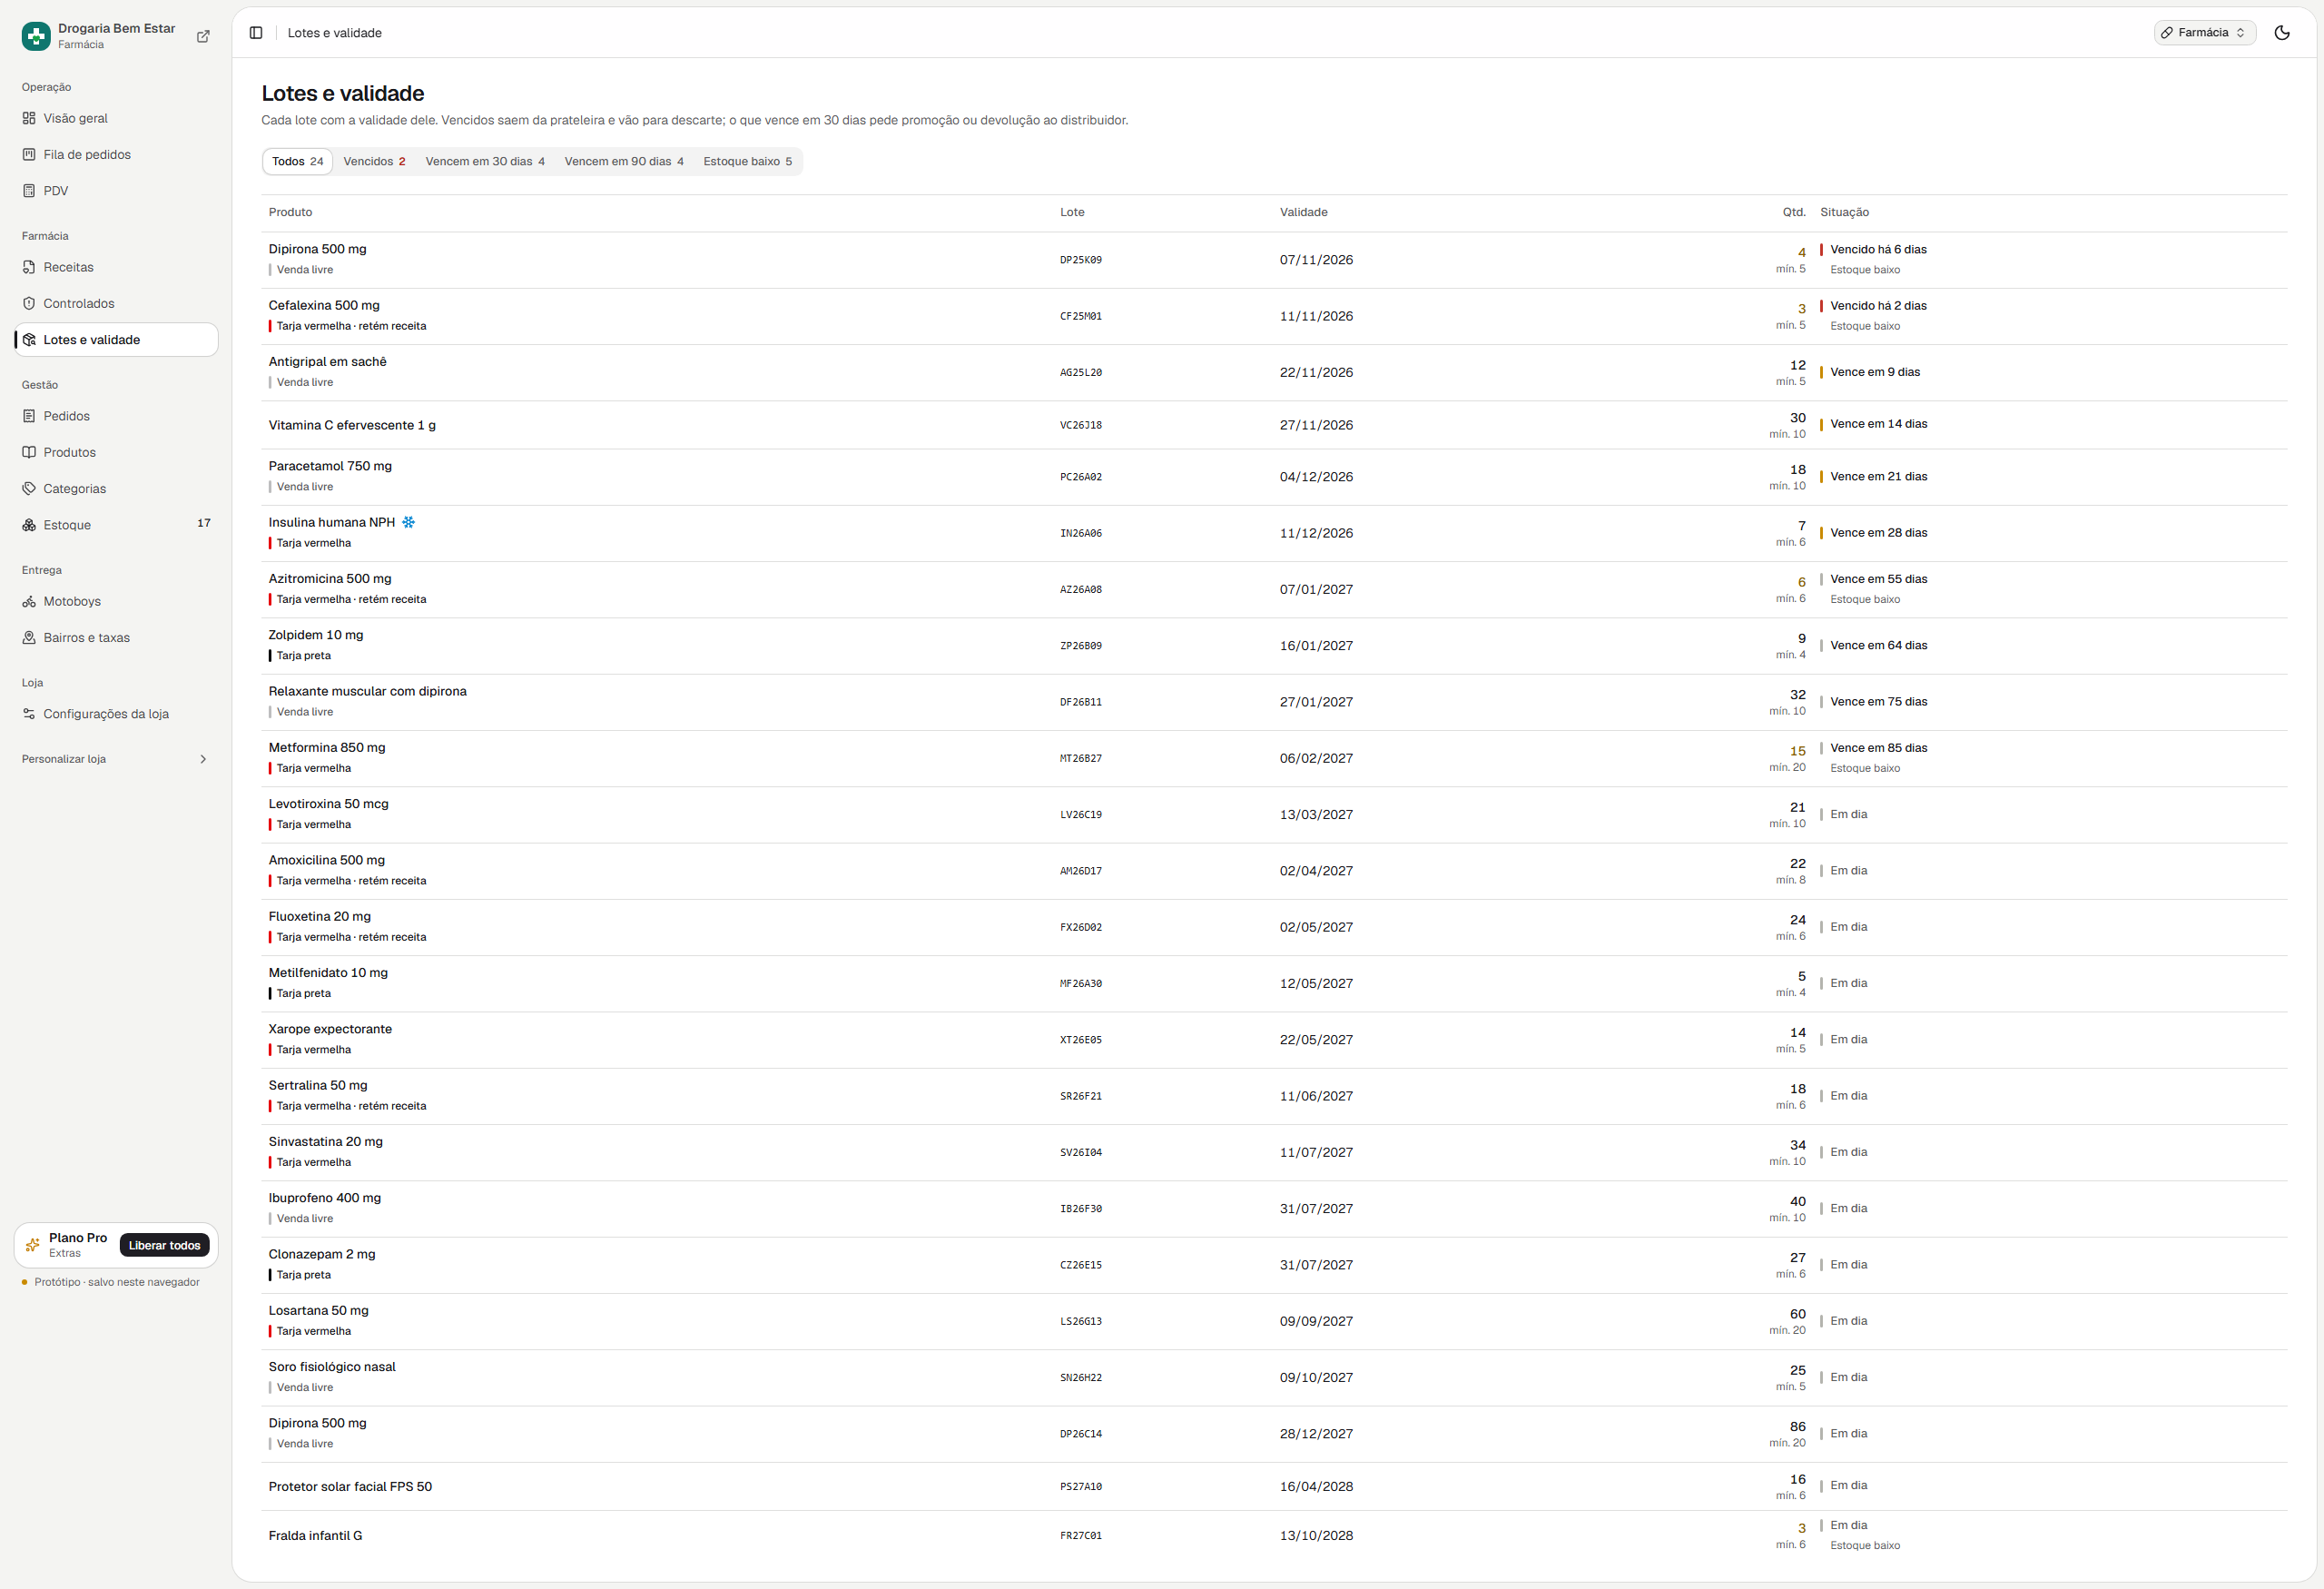 Drogaria Bem Estar
Farmácia
Operação
Visão geral
Fila de pedidos
PDV
Farmácia
Receitas
Controlados
Lotes e validade
Gestão
Pedidos
Produtos
Categorias
Estoque 17
Entrega
Motoboys
Bairros e taxas
Loja
Configurações da loja
Personalizar loja
Plano Pro
Extras
Liberar todos
Protótipo · salvo neste navegador
Lotes e validade
Farmácia
Lotes e validade
Cada lote com a validade dele. Vencidos saem da prateleira e vão para descarte; o que vence em 30 dias pede promoção ou devolução ao distribuidor.
Todos 24 Vencidos 2 Vencem em 30 dias 4 Vencem em 90 dias 4 Estoque baixo 5
Produto Lote Validade Qtd. Situação
Dipirona 500 mg DP25K09 07/11/2026 4 Vencido há 6 dias
Venda livre mín. 5 Estoque baixo
Cefalexina 500 mg CF25M01 11/11/2026 3 Vencido há 2 dias
Tarja vermelha · retém receita mín. 5 Estoque baixo
Antigripal em sachê AG25L20 22/11/2026 12 Vence em 9 dias
Venda livre mín. 5
Vitamina C efervescente 1 g VC26J18 27/11/2026 30 Vence em 14 dias
mín. 10
Paracetamol 750 mg PC26A02 04/12/2026 18 Vence em 21 dias
Venda livre mín. 10
Insulina humana NPH IN26A06 11/12/2026 7 Vence em 28 dias
Tarja vermelha mín. 6
Azitromicina 500 mg AZ26A08 07/01/2027 6 Vence em 55 dias
Tarja vermelha · retém receita mín. 6 Estoque baixo
Zolpidem 10 mg ZP26B09 16/01/2027 9 Vence em 64 dias
Tarja preta mín. 4
Relaxante muscular com dipirona DF26B11 27/01/2027 32 Vence em 75 dias
Venda livre mín. 10
Metformina 850 mg MT26B27 06/02/2027 15 Vence em 85 dias
Tarja vermelha mín. 20 Estoque baixo
Levotiroxina 50 mcg LV26C19 13/03/2027 21 Em dia
Tarja vermelha mín. 10
Amoxicilina 500 mg AM26D17 02/04/2027 22 Em dia
Tarja vermelha · retém receita mín. 8
Fluoxetina 20 mg FX26D02 02/05/2027 24 Em dia
Tarja vermelha · retém receita mín. 6
Metilfenidato 10 mg MF26A30 12/05/2027 5 Em dia
Tarja preta mín. 4
Xarope expectorante XT26E05 22/05/2027 14 Em dia
Tarja vermelha mín. 5
Sertralina 50 mg SR26F21 11/06/2027 18 Em dia
Tarja vermelha · retém receita mín. 6
Sinvastatina 20 mg SV26I04 11/07/2027 34 Em dia
Tarja vermelha mín. 10
Ibuprofeno 400 mg IB26F30 31/07/2027 40 Em dia
Venda livre mín. 10
Clonazepam 2 mg CZ26E15 31/07/2027 27 Em dia
Tarja preta mín. 6
Losartana 50 mg LS26G13 09/09/2027 60 Em dia
Tarja vermelha mín. 20
Soro fisiológico nasal SN26H22 09/10/2027 25 Em dia
Venda livre mín. 5
Dipirona 500 mg DP26C14 28/12/2027 86 Em dia
Venda livre mín. 20
Protetor solar facial FPS 50 PS27A10 16/04/2028 16 Em dia
mín. 6
Fralda infantil G FR27C01 13/10/2028 3 Em dia
mín. 6 Estoque baixo